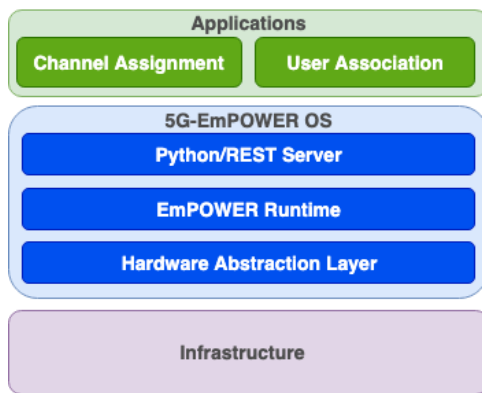 Applications
Channel Assignment
User Association
5G-EmPOWER OS
Python/REST Server
EmPOWER Runtime
Hardware Abstraction Layer
Infrastructure